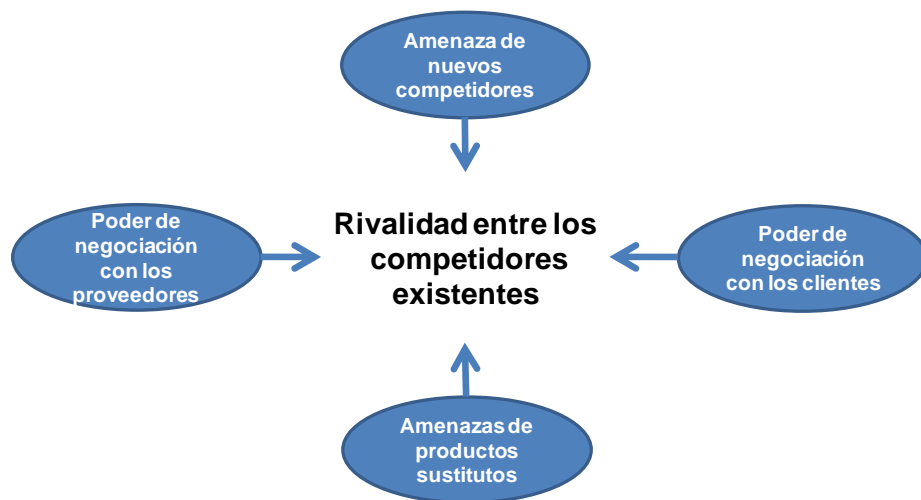 Amenaza de
nuevos
competidores
Poder de
negociación
con los
proveedores
Rivalidad entre los
competidores
existentes
Poder de
negociación
con los clientes
Amenazas de
productos
sustitutos